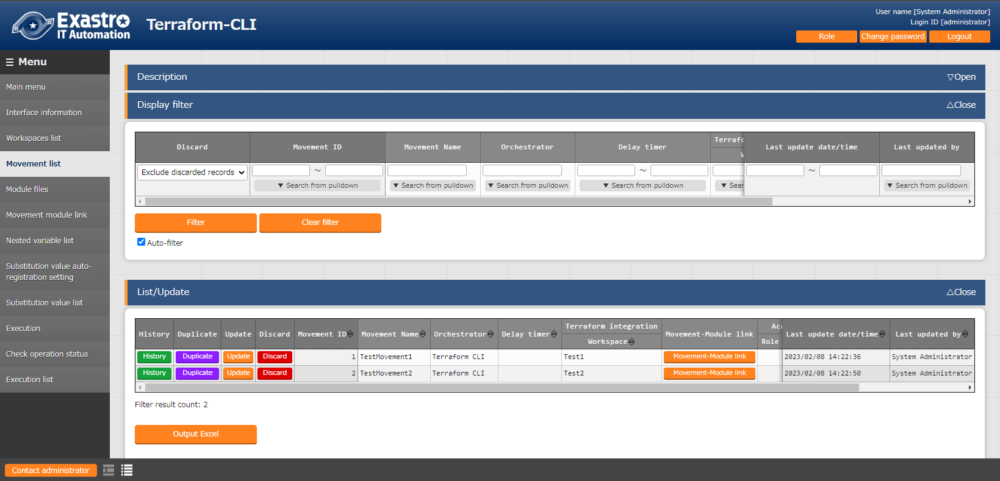 Exastro
IT Automation
Terraform-CLI
User name [System Administrator]
Login ID [administrator]
Role
Change password
Logout
Menu
Main menu
Interface information
Workspaces list
Movement list
Module files
Movement module link
Nested variable list
Substitution value auto-
registration setting
Substitution value list
Execution
Check operation status
Execution list
Description
▽Open
Display filter
△Close
Discard Movement ID Movement Name Orchestrator Delay timer Terrafo Last update date/time Last updated by
Exclude discarded records ~ ~ ~
▼ Search from pulldown ▼ Search from pulldown ▼ Search from pulldown ▼ Search from pulldown ▼ Sear ▼ Search from pulldown
Filter Clear filter
Auto-filter
List/Update
△Close
History Duplicate Update Discard Movement ID Movement Name Orchestrator Delay timer Terraform integration Workspace Movement-Module link Acc Role Last update date/time Last updated by
History Duplicate Update Discard 1 TestMovement1 Terraform CLI Test1 Movement-Module link 2023/02/08 14:22:36 System Administrator
History Duplicate Update Discard 2 TestMovement2 Terraform CLI Test2 Movement-Module link 2023/02/08 14:22:50 System Administrator
Filter result count: 2
Output Excel
Contact administrator